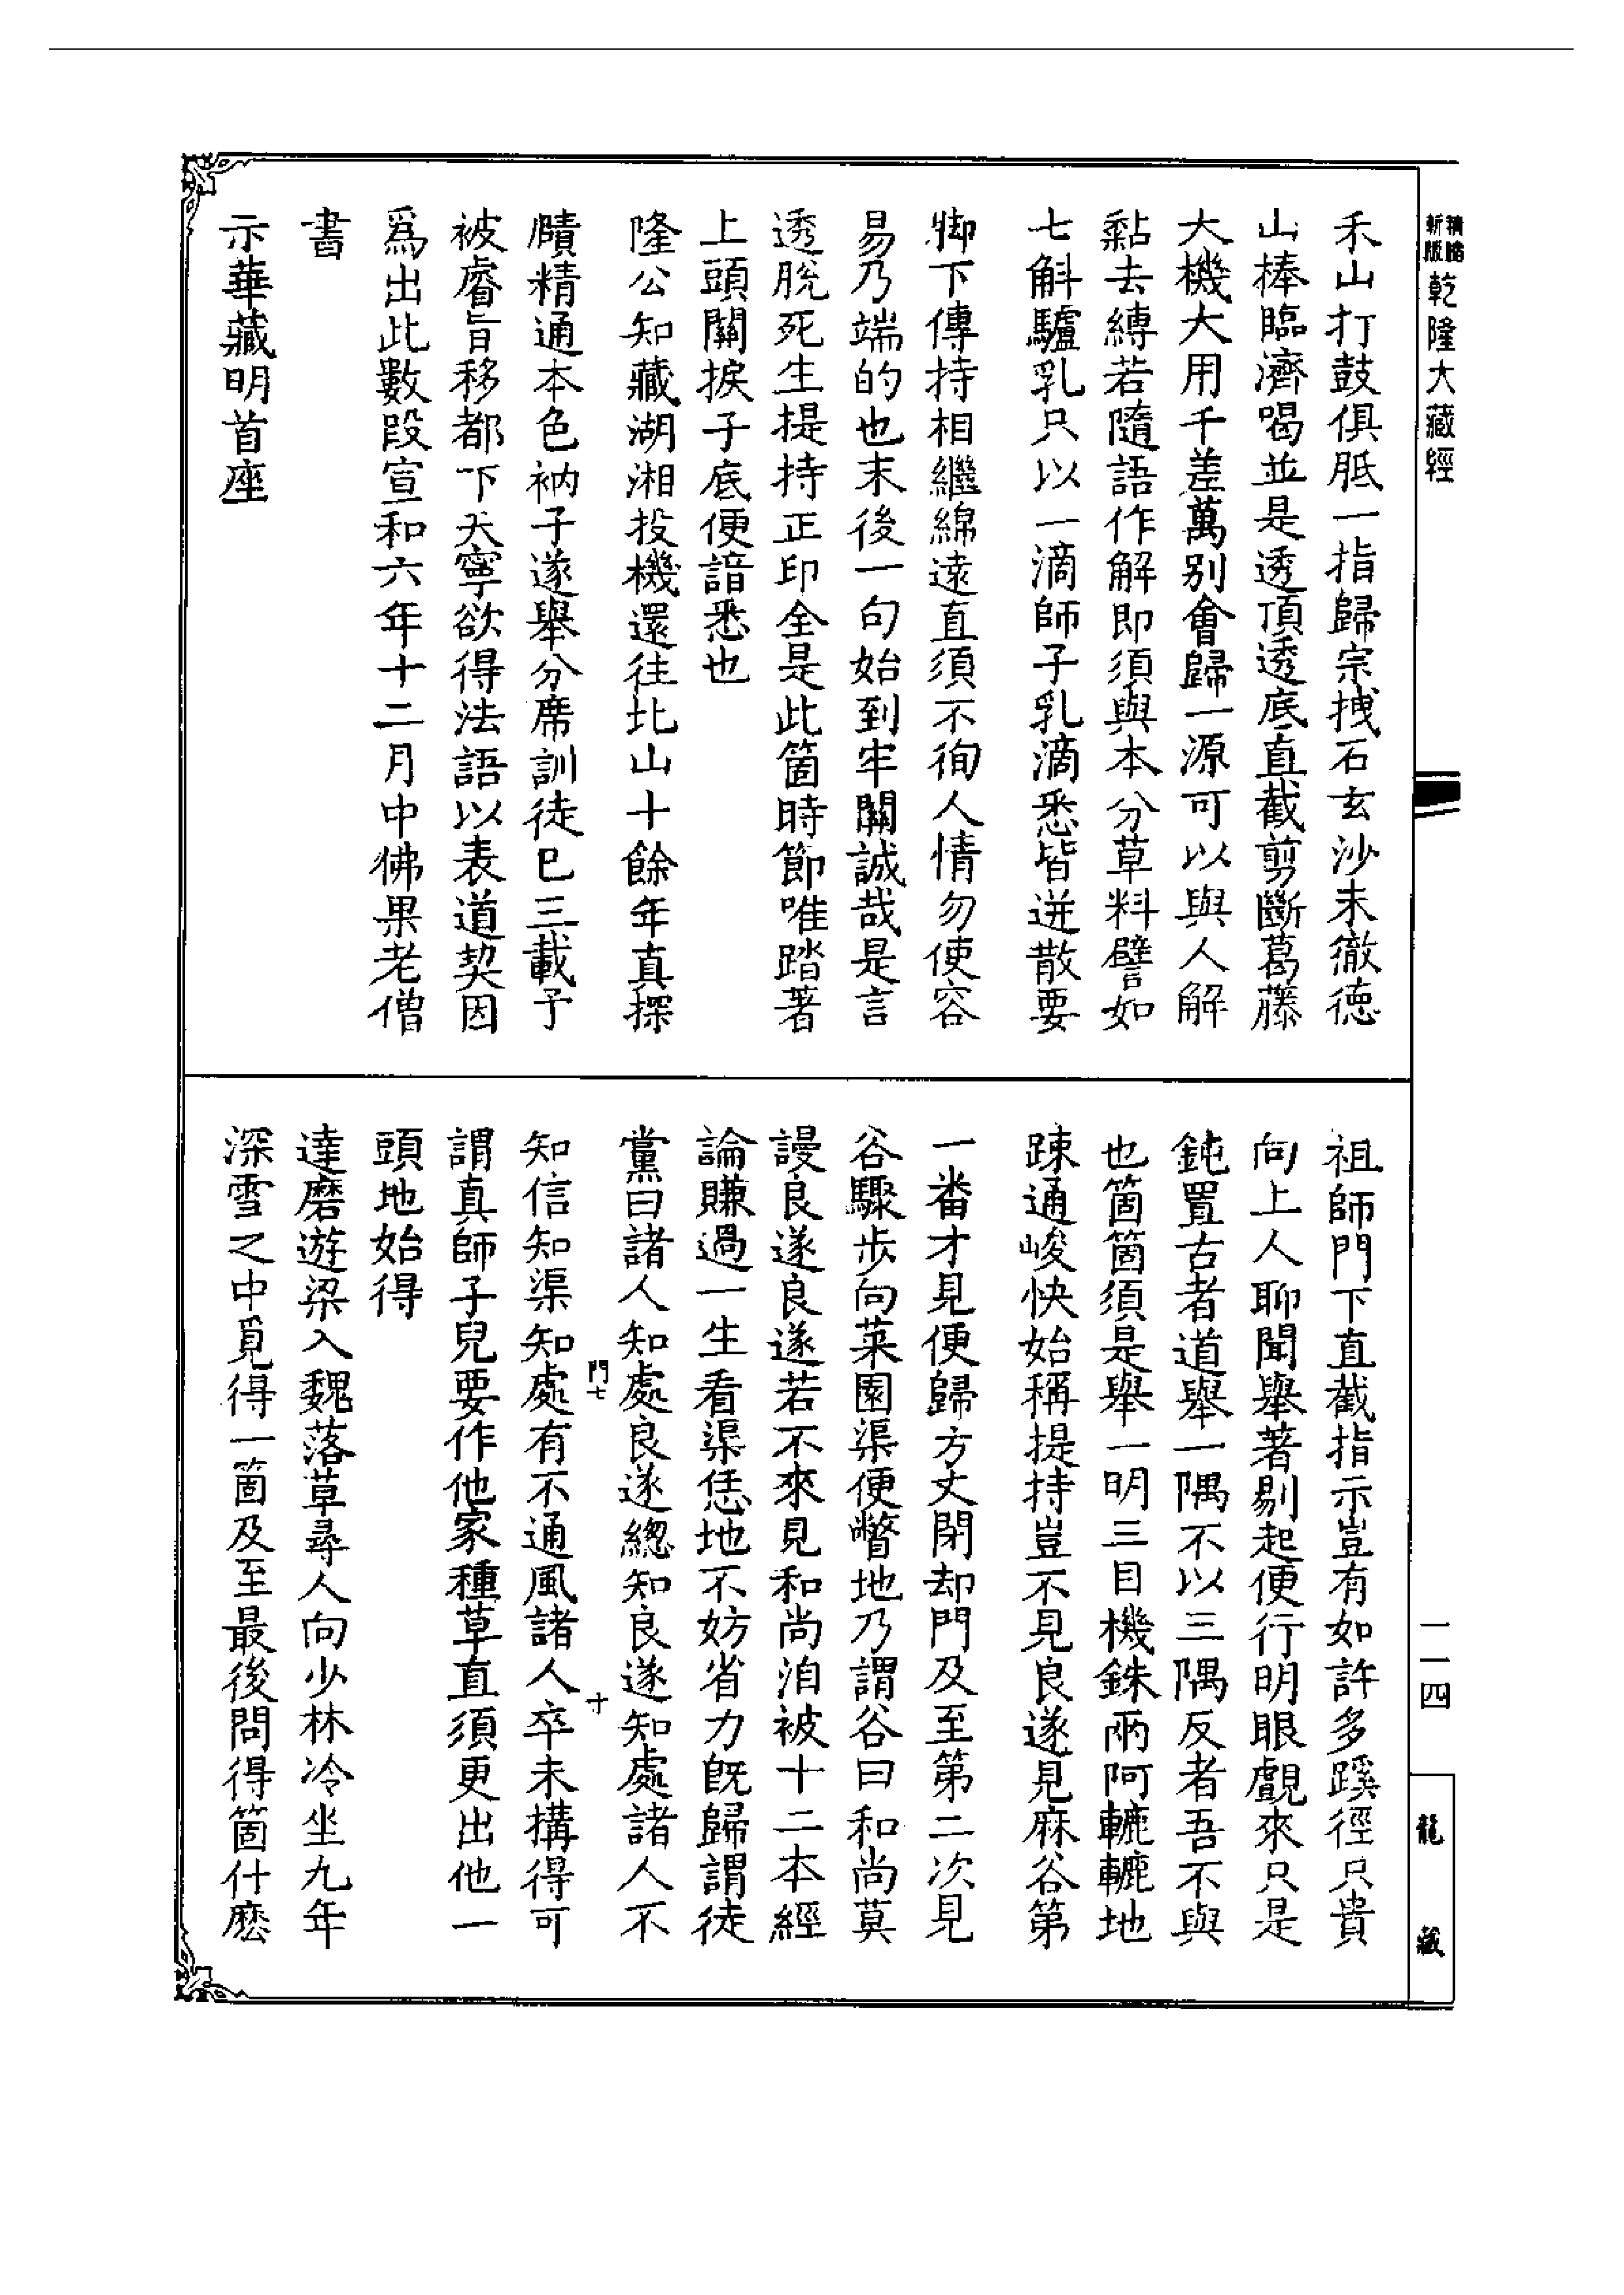 新版
精縮
乾隆大藏經
一一四
龍藏
禾山打鼓俱胝一指歸宗拽石玄沙未徹德
山棒臨濟喝並是透頂透底直截剪斷葛藤
大機大用千差萬別會歸一源可以與人解
黏去縛若隨語作解即須與本分草料譬如
七斛驢乳只以一滴師子乳滴悉皆迸散要
脚下傳持相繼綿遠直須不徇人情勿使容
易乃端的也末後一句始到牢關誠哉是言
透脫死生提持正印全是此箇時節唯踏著
上頭關捩子底便諳悉也
隆公知藏湖湘投機還往北山十餘年真探
賾精通本色衲子遂舉分席訓徒已三載予
被睿旨移都下天寧欲得法語以表道契因
爲出此數段宣和六年十二月中佛果老僧
書
示華藏明首座
祖師門下直截指示豈有如許多蹊徑只貴
向上人聊聞舉著剔起便行明眼覷來只是
鈍置古者道舉一隅不以三隅反者吾不與
也箇箇須是舉一明三目機銖兩阿轆轆地
踈通峻快始稱提持豈不見良遂見麻谷第
一番才見便歸方丈閉却門及至第二次見
谷驟步向菜園渠便瞥地乃謂谷曰和尚莫
謾良遂良遂若不來見和尚洎被十二本經
論賺過一生看渠恁地不妨省力旣歸謂徒
黨曰諸人知處良遂總知良遂知處諸人不
門七
十
知信知渠知處有不通風諸人卒未搆得可
謂真師子兒要作他家種草直須更出他一
頭地始得
達磨遊梁入魏落草尋人向少林冷坐九年
深雪之中覓得一箇及至最後問得箇什麽